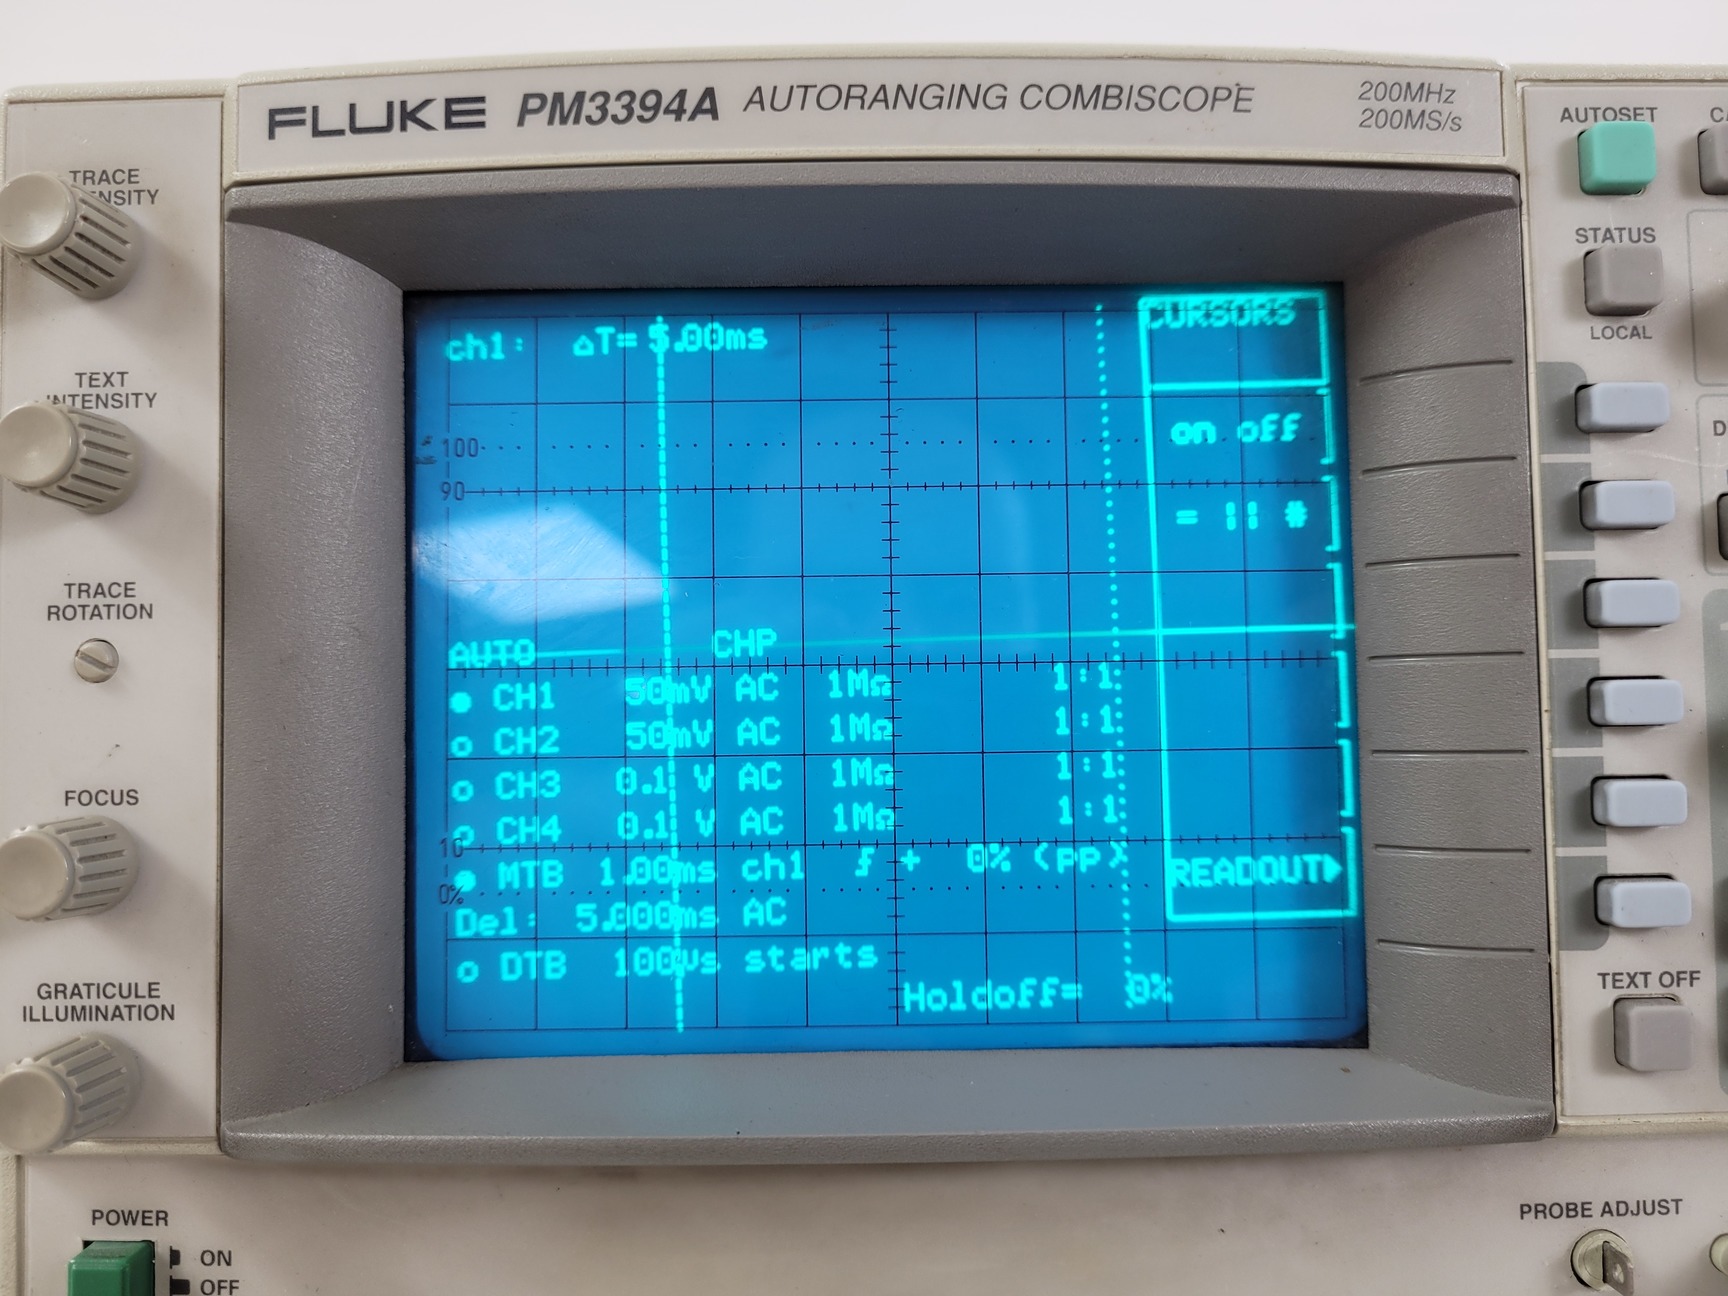 FLUKE PM3394A AUTORANGING COMBISCOPE
200MHz
200MS/s
AUTOSET
STATUS
LOCAL
TEXT OFF
PROBE ADJUST
TRACE
TEXT
INTENSITY
TRACE
ROTATION
FOCUS
GRATICULE
ILLUMINATION
POWER
ON
OFF
ch1: ΔT= 5.00ms
CURSORS
on off
= || #
READOUT▶
100
90
10
0%
AUTO CHP
CH1 50mV AC 1MΩ 1:1
CH2 50mV AC 1MΩ 1:1
CH3 0.1 V AC 1MΩ 1:1
CH4 0.1 V AC 1MΩ 1:1
MTB 1.00ms ch1 ƒ + 0% (pp)
Del: 5.000ms AC
DTB 100µs starts
Holdoff= 0%